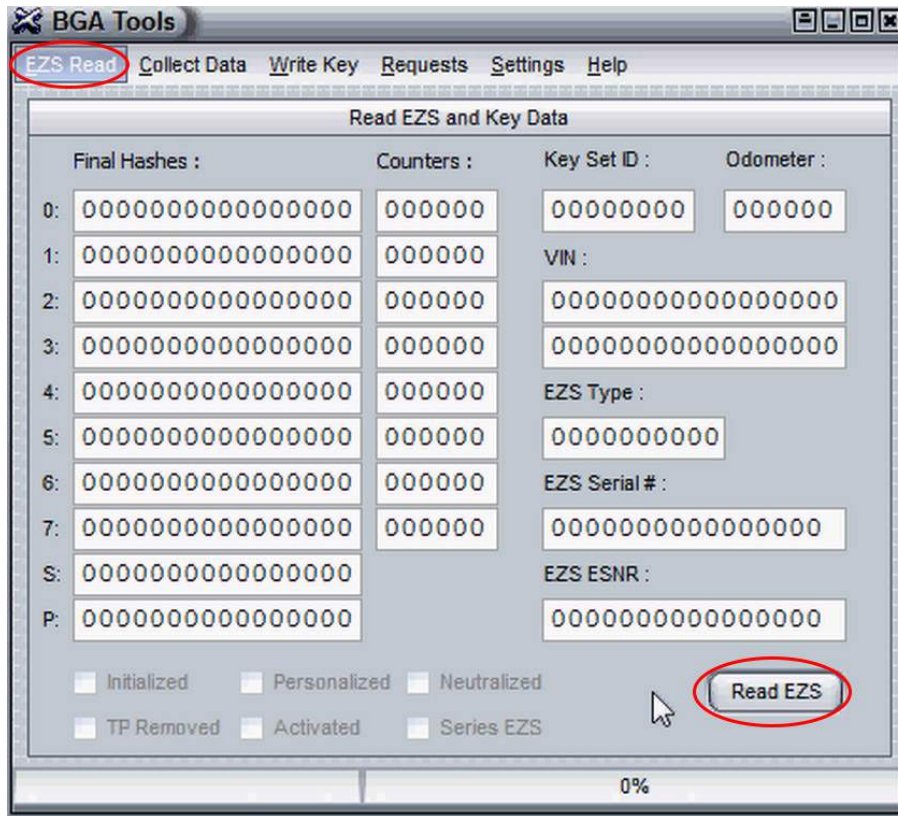 BGA Tools
EZS Read Collect Data Write Key Requests Settings Help
Read EZS and Key Data
Final Hashes : Counters : Key Set ID : Odometer :
0: 0000000000000000 000000 00000000 000000
1: 0000000000000000 000000 VIN :
2: 0000000000000000 000000 00000000000000000
3: 0000000000000000 000000 00000000000000000
4: 0000000000000000 000000 EZS Type :
5: 0000000000000000 000000 0000000000
6: 0000000000000000 000000 EZS Serial # :
7: 0000000000000000 000000 0000000000000000
S: 0000000000000000 EZS ESNR :
P: 0000000000000000 0000000000000000
Initialized Personalized Neutralized Read EZS
TP Removed Activated Series EZS
0%